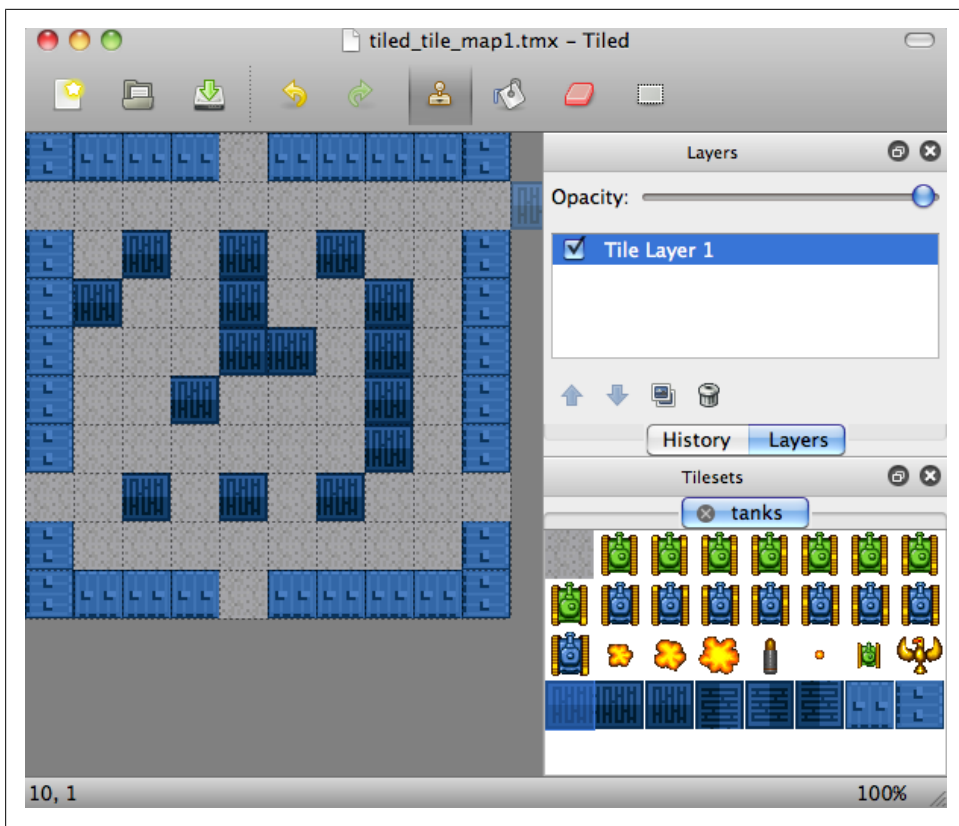 tiled_tile_map1.tmx – Tiled
Layers
Opacity:
Tile Layer 1
History Layers
Tilesets
tanks
10, 1
100%